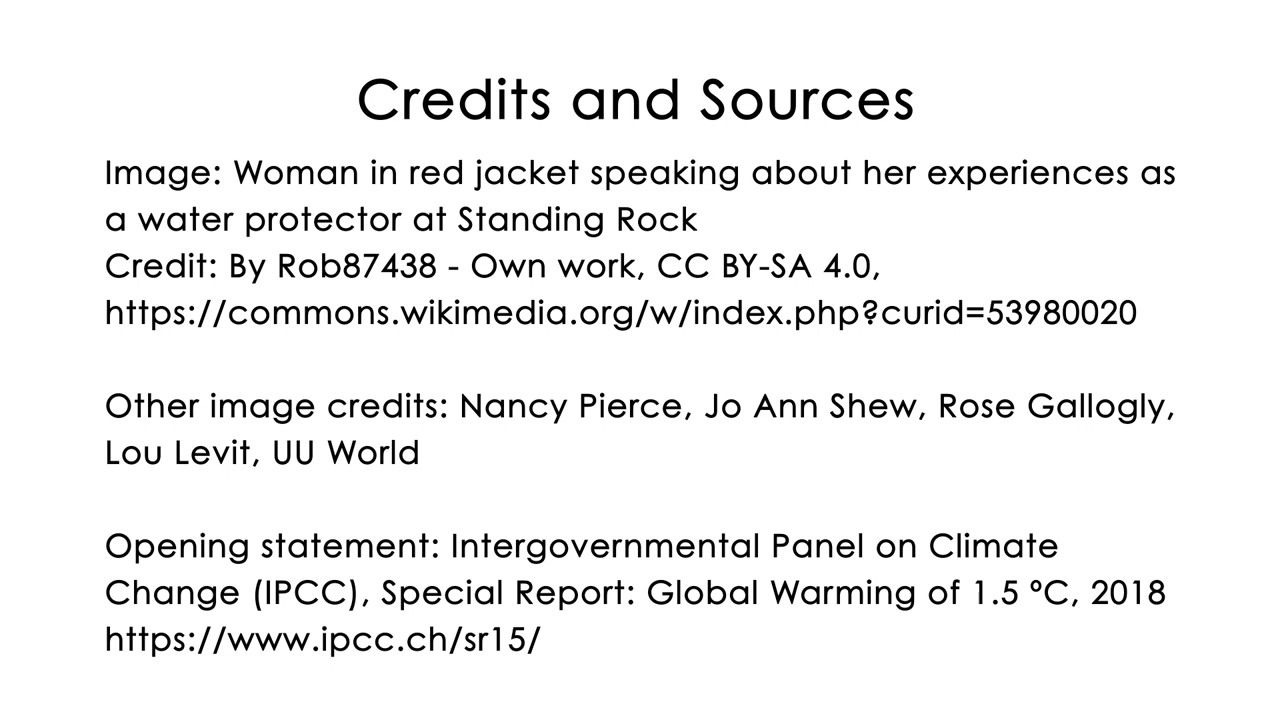 Credits and Sources
Image: Woman in red jacket speaking about her experiences as
a water protector at Standing Rock
Credit: By Rob87438 - Own work, CC BY-SA 4.0,
https://commons.wikimedia.org/w/index.php?curid=53980020
Other image credits: Nancy Pierce, Jo Ann Shew, Rose Gallogly,
Lou Levit, UU World
Opening statement: Intergovernmental Panel on Climate
Change (IPCC), Special Report: Global Warming of 1.5 ºC, 2018
https://www.ipcc.ch/sr15/